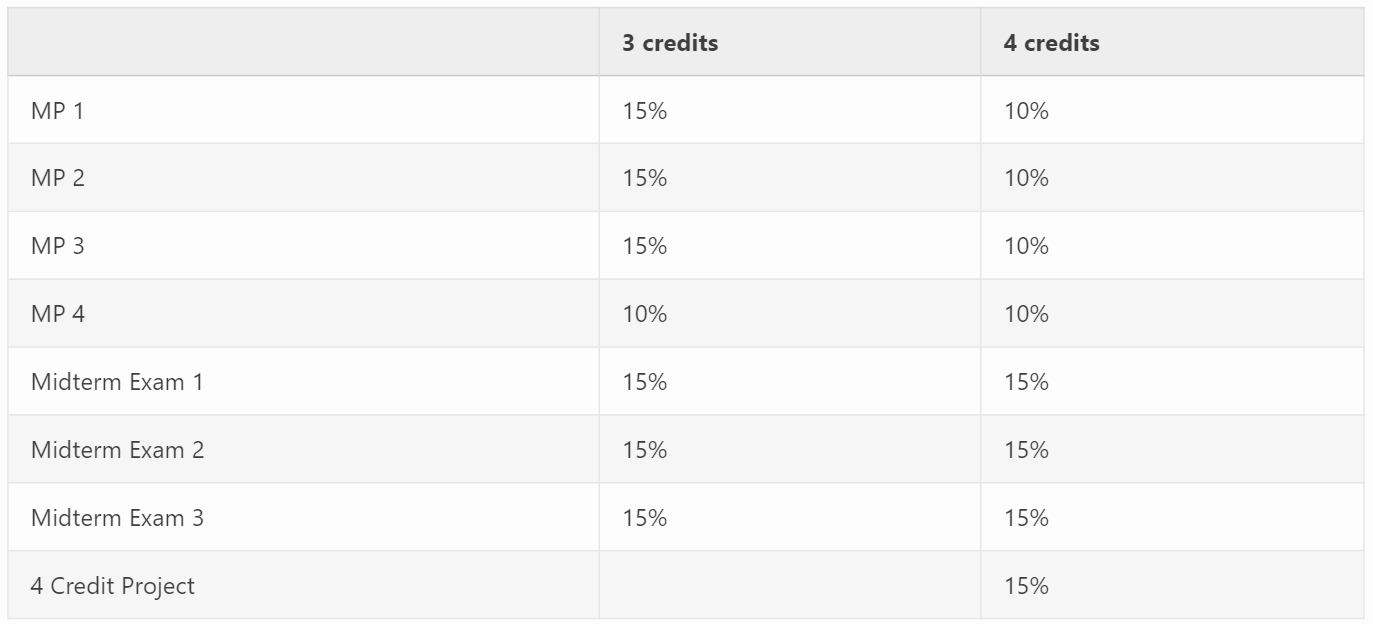 3 credits 4 credits
MP 1 15% 10%
MP 2 15% 10%
MP 3 15% 10%
MP 4 10% 10%
Midterm Exam 1 15% 15%
Midterm Exam 2 15% 15%
Midterm Exam 3 15% 15%
4 Credit Project 15%